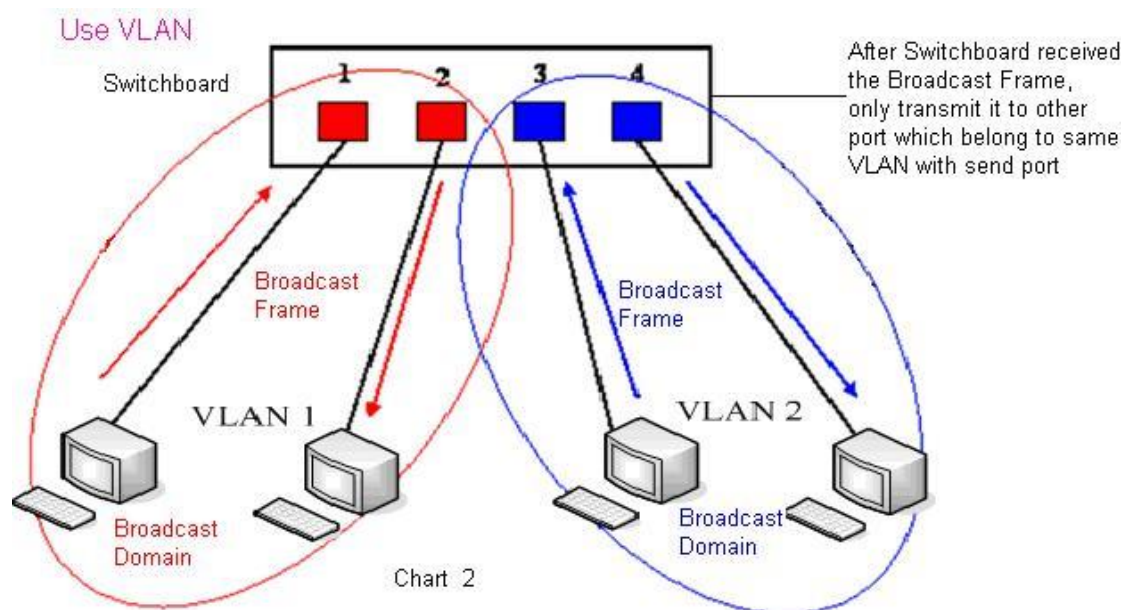 Use VLAN
Switchboard
1 2 3 4
After Switchboard received
the Broadcast Frame,
only transmit it to other
port which belong to same
VLAN with send port
Broadcast
Frame
Broadcast
Frame
VLAN 1
VLAN 2
Broadcast
Domain
Broadcast
Domain
Chart 2